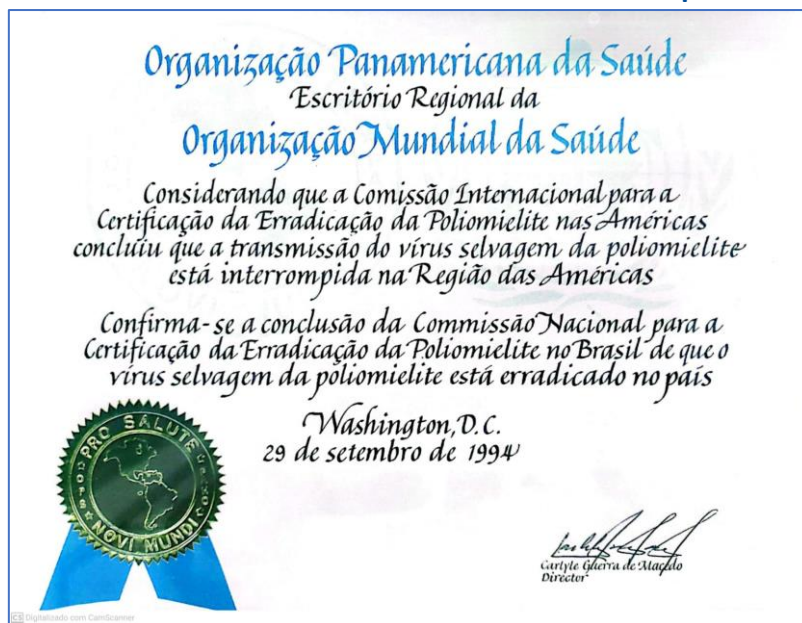 Organização Panamericana da Saúde
Escritório Regional da
Organização Mundial da Saúde
Considerando que a Comissão Internacional para a
Certificação da Erradicação da Poliomielite nas Américas
concluiu que a transmissão do vírus selvagem da poliomielite
está interrompida na Região das Américas
Confirma-se a conclusão da Commissão Nacional para a
Certificação da Erradicação da Poliomielite no Brasil de que o
vírus selvagem da poliomielite está erradicado no país
Washington, D.C.
29 de setembro de 1994
PRO SALUTE
NOVI MUNDI
Carlyle Guerra de Macedo
Director
CS Digitalizado com CamScanner